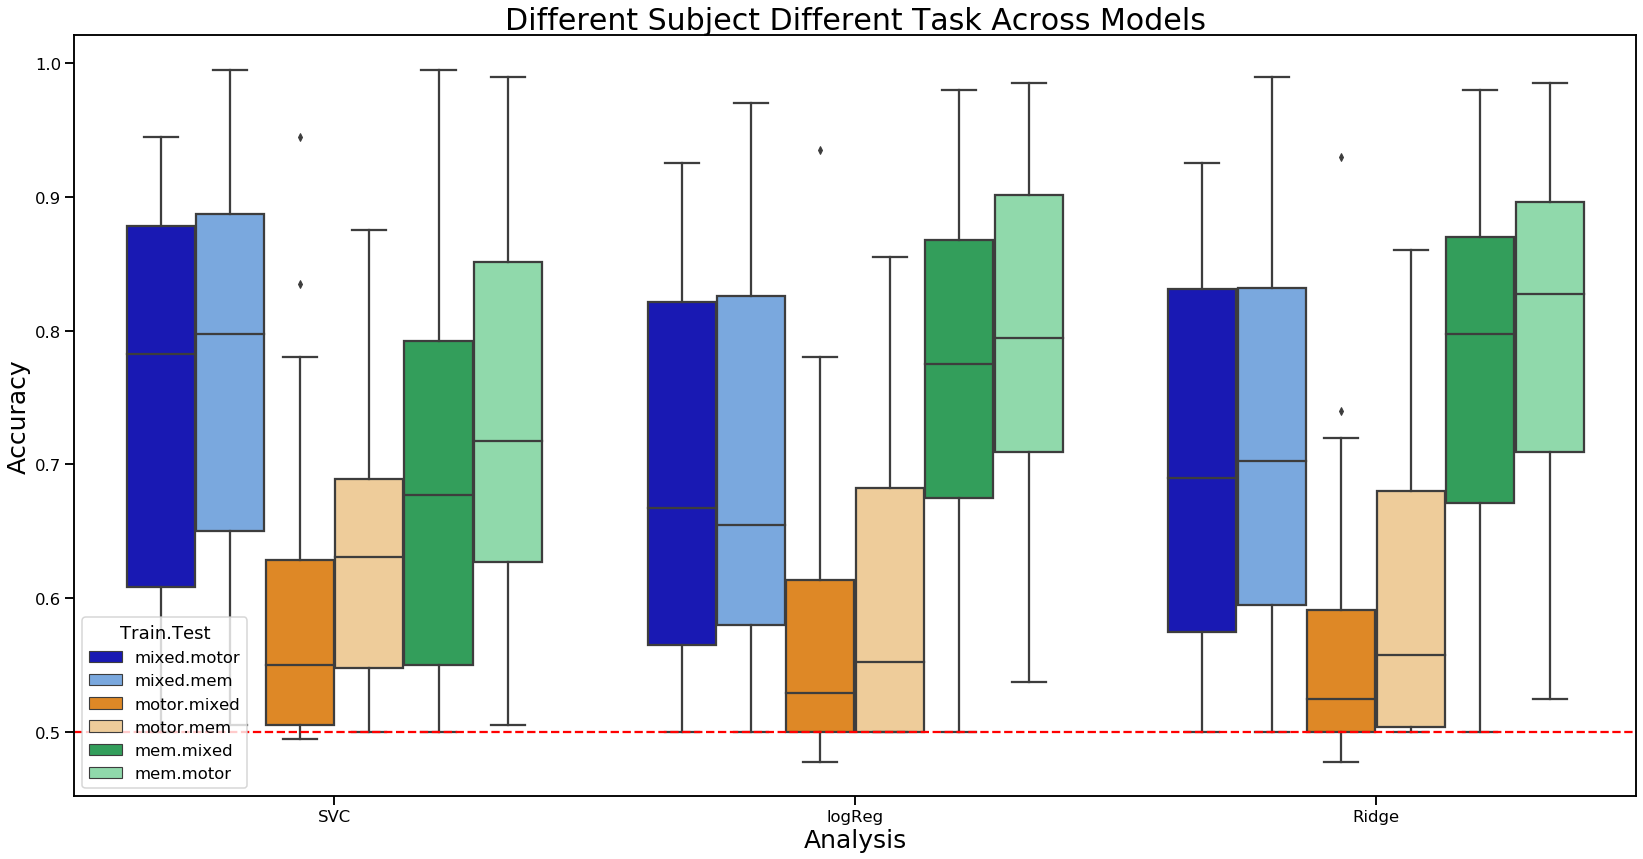 Different Subject Different Task Across Models
Accuracy
1.0
0.9
0.8
0.7
0.6
0.5
Train.Test
mixed.motor
mixed.mem
motor.mixed
motor.mem
mem.mixed
mem.motor
SVC
logReg
Ridge
Analysis